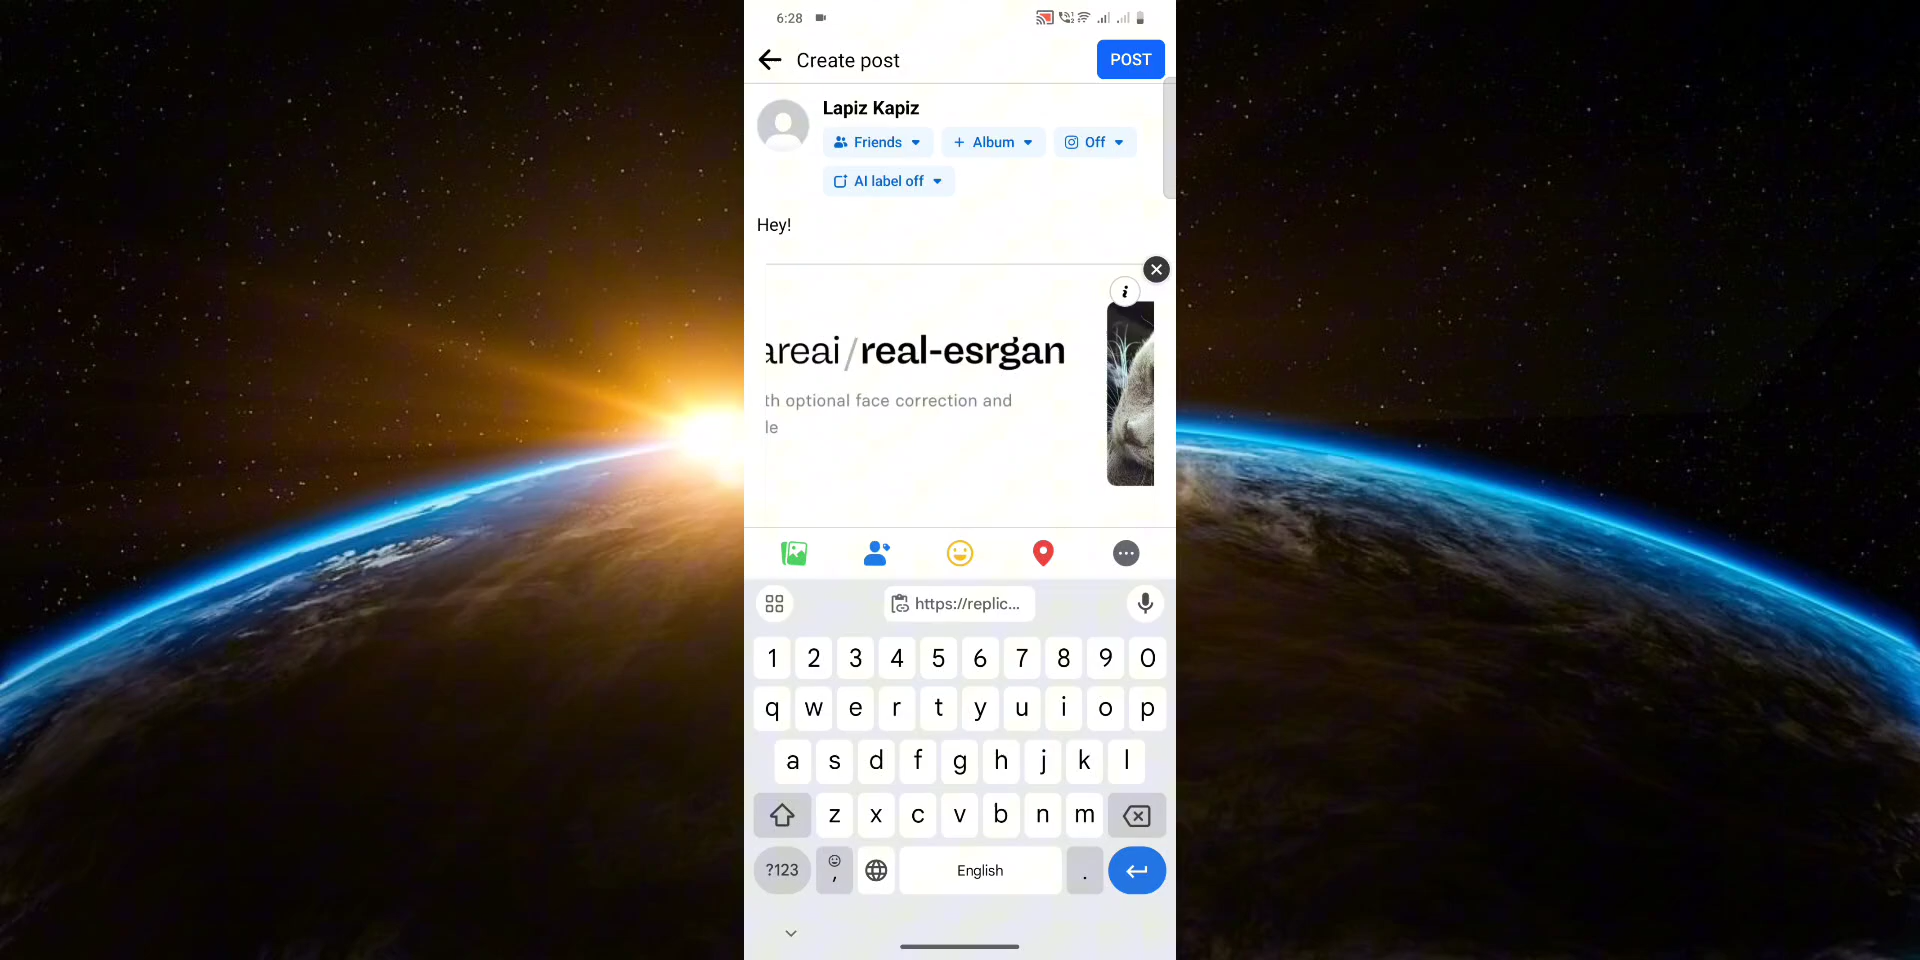 6:28
Create post
POST
Lapiz Kapiz
Friends
+ Album
Off
AI label off
Hey!
areai/real-esrgan
th optional face correction and
le
https://replic...
1 2 3 4 5 6 7 8 9 0
q w e r t y u i o p
a s d f g h j k l
z x c v b n m
?123 , English .